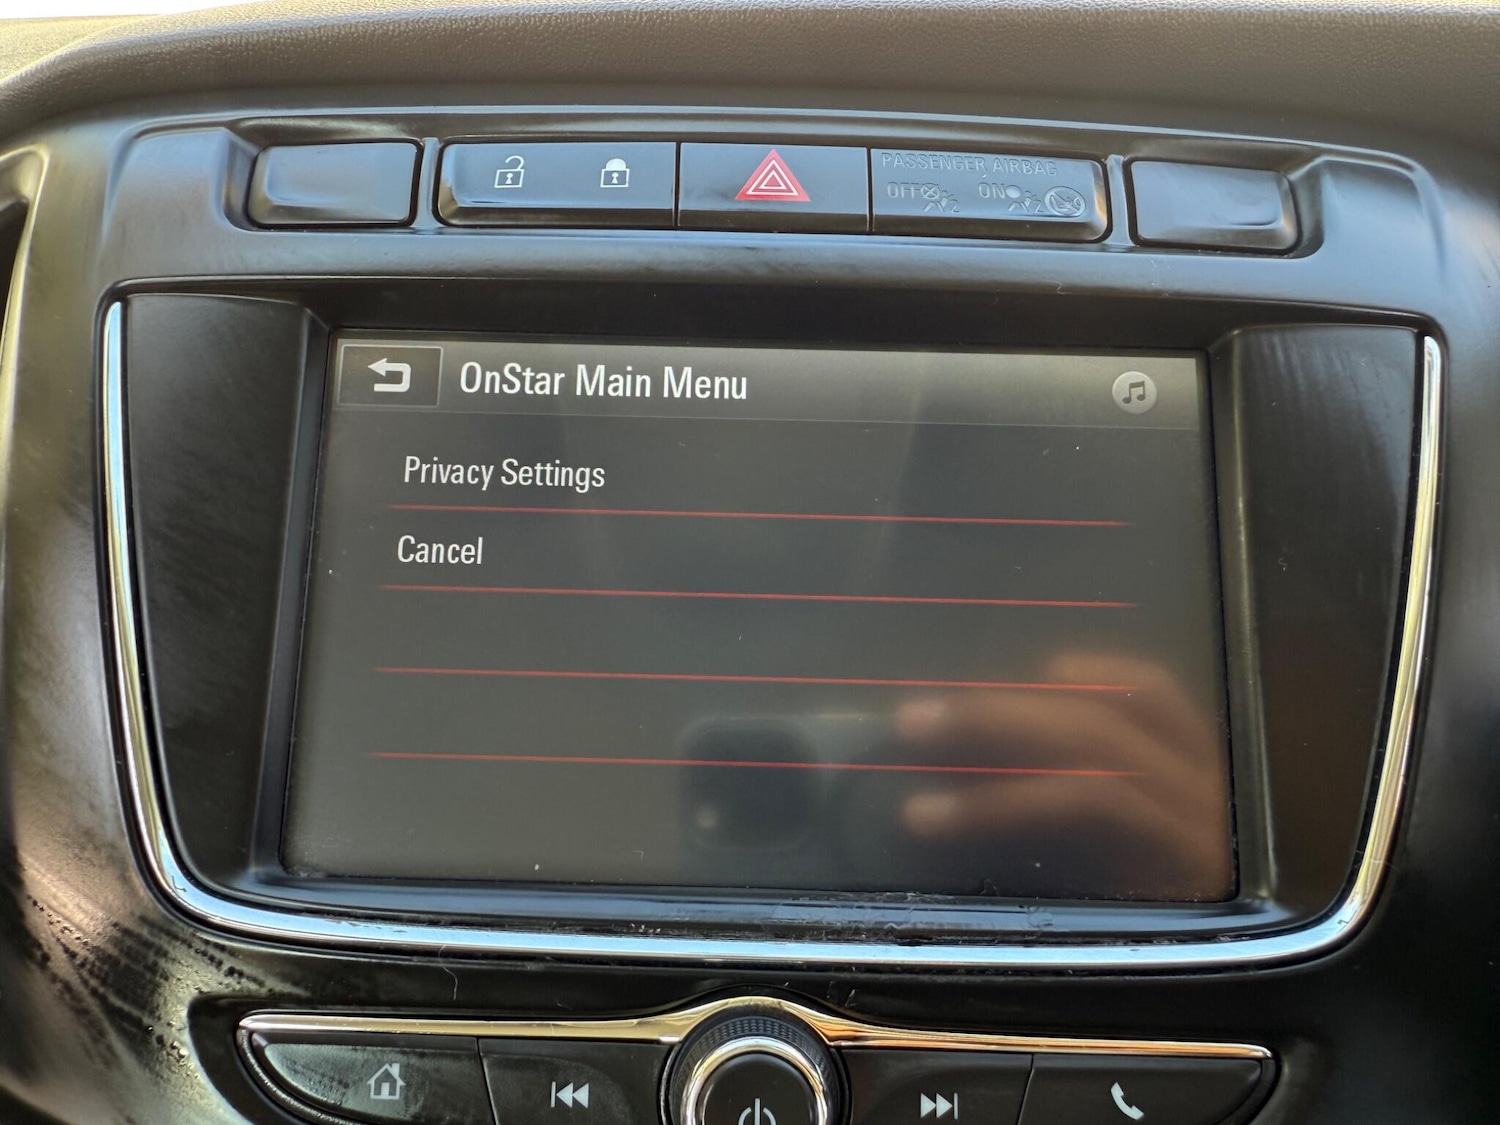 PASSENGER AIRBAG
OFF ON
OnStar Main Menu
Privacy Settings
Cancel